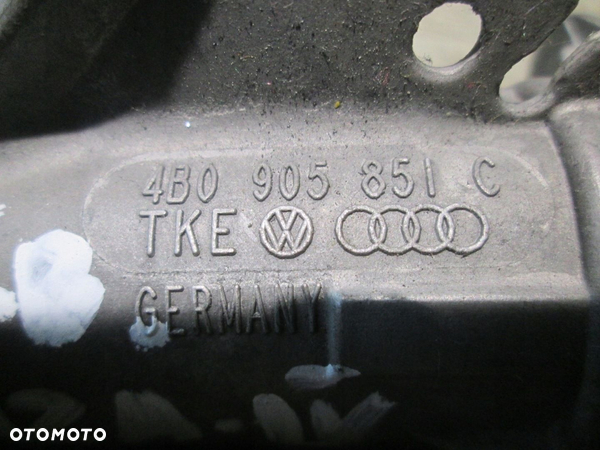 4B0 905 851 C
TKE
GERMANY
OTOMOTO